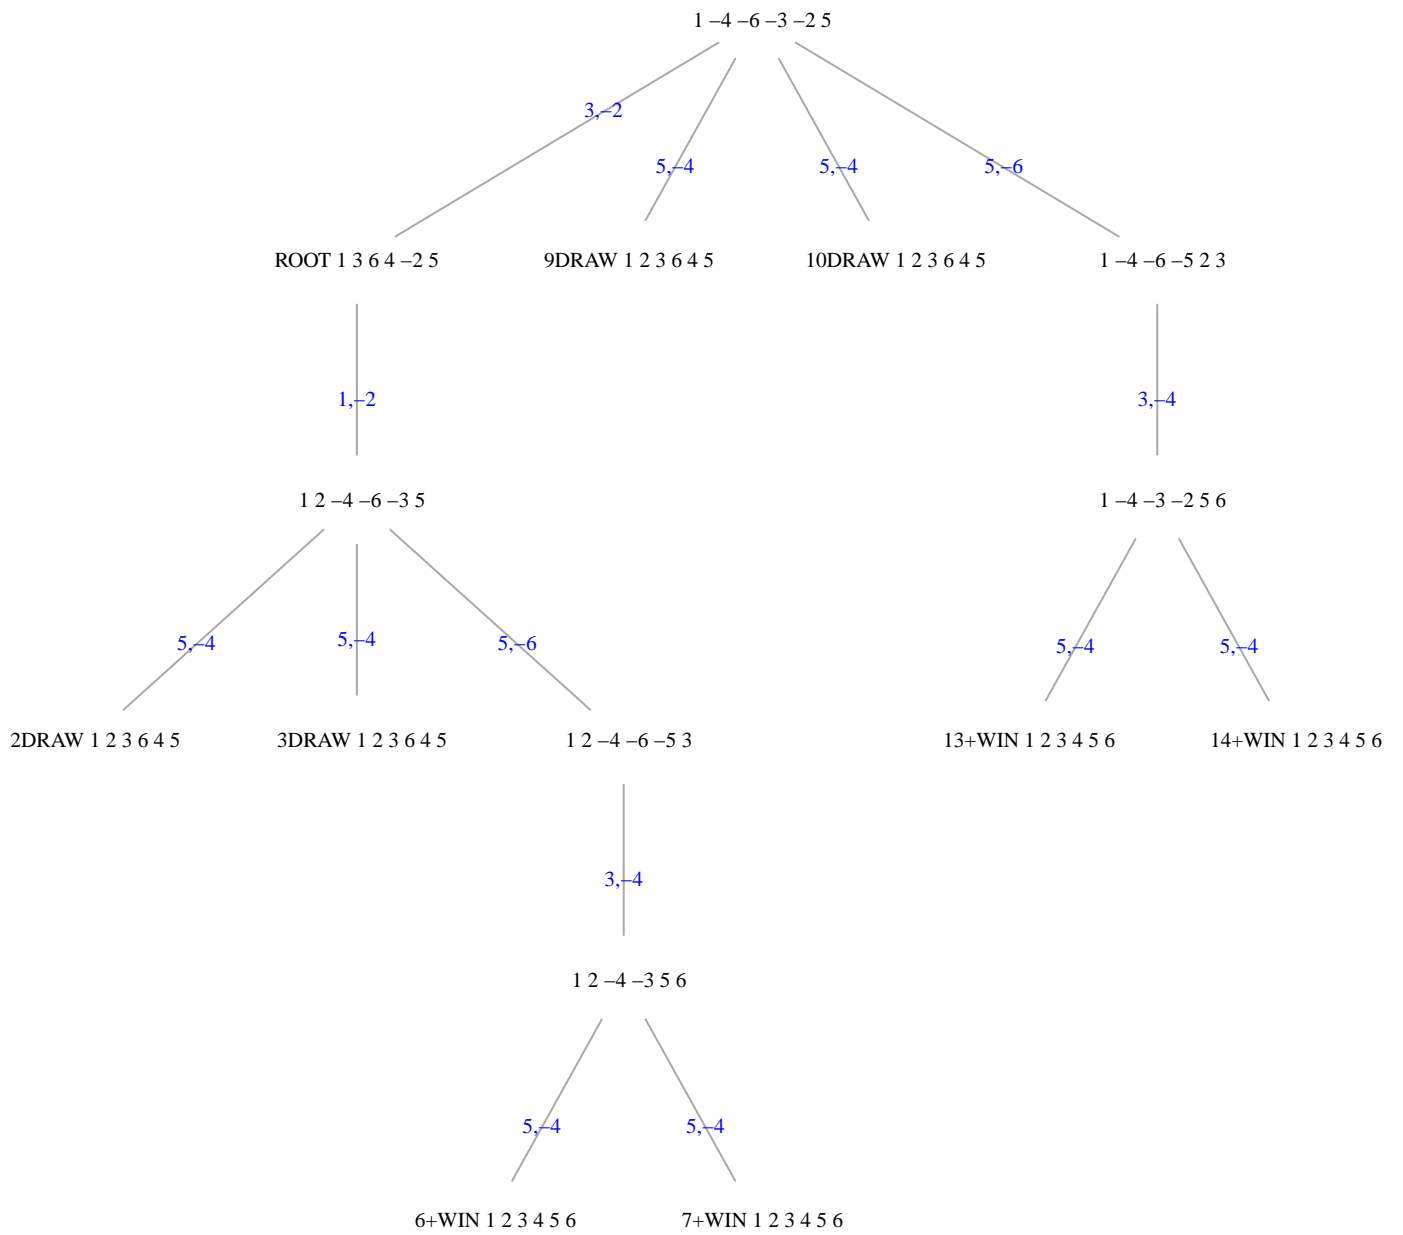 1 –4 –6 –3 –2 5
3,–2
5,–4
5,–4
5,–6
ROOT 1 3 6 4 –2 5
9DRAW 1 2 3 6 4 5
10DRAW 1 2 3 6 4 5
1 –4 –6 –5 2 3
1,–2
3,–4
1 2 –4 –6 –3 5
1 –4 –3 –2 5 6
5,–4
5,–4
5,–6
5,–4
5,–4
2DRAW 1 2 3 6 4 5
3DRAW 1 2 3 6 4 5
1 2 –4 –6 –5 3
13+WIN 1 2 3 4 5 6
14+WIN 1 2 3 4 5 6
3,–4
1 2 –4 –3 5 6
5,–4
5,–4
6+WIN 1 2 3 4 5 6
7+WIN 1 2 3 4 5 6